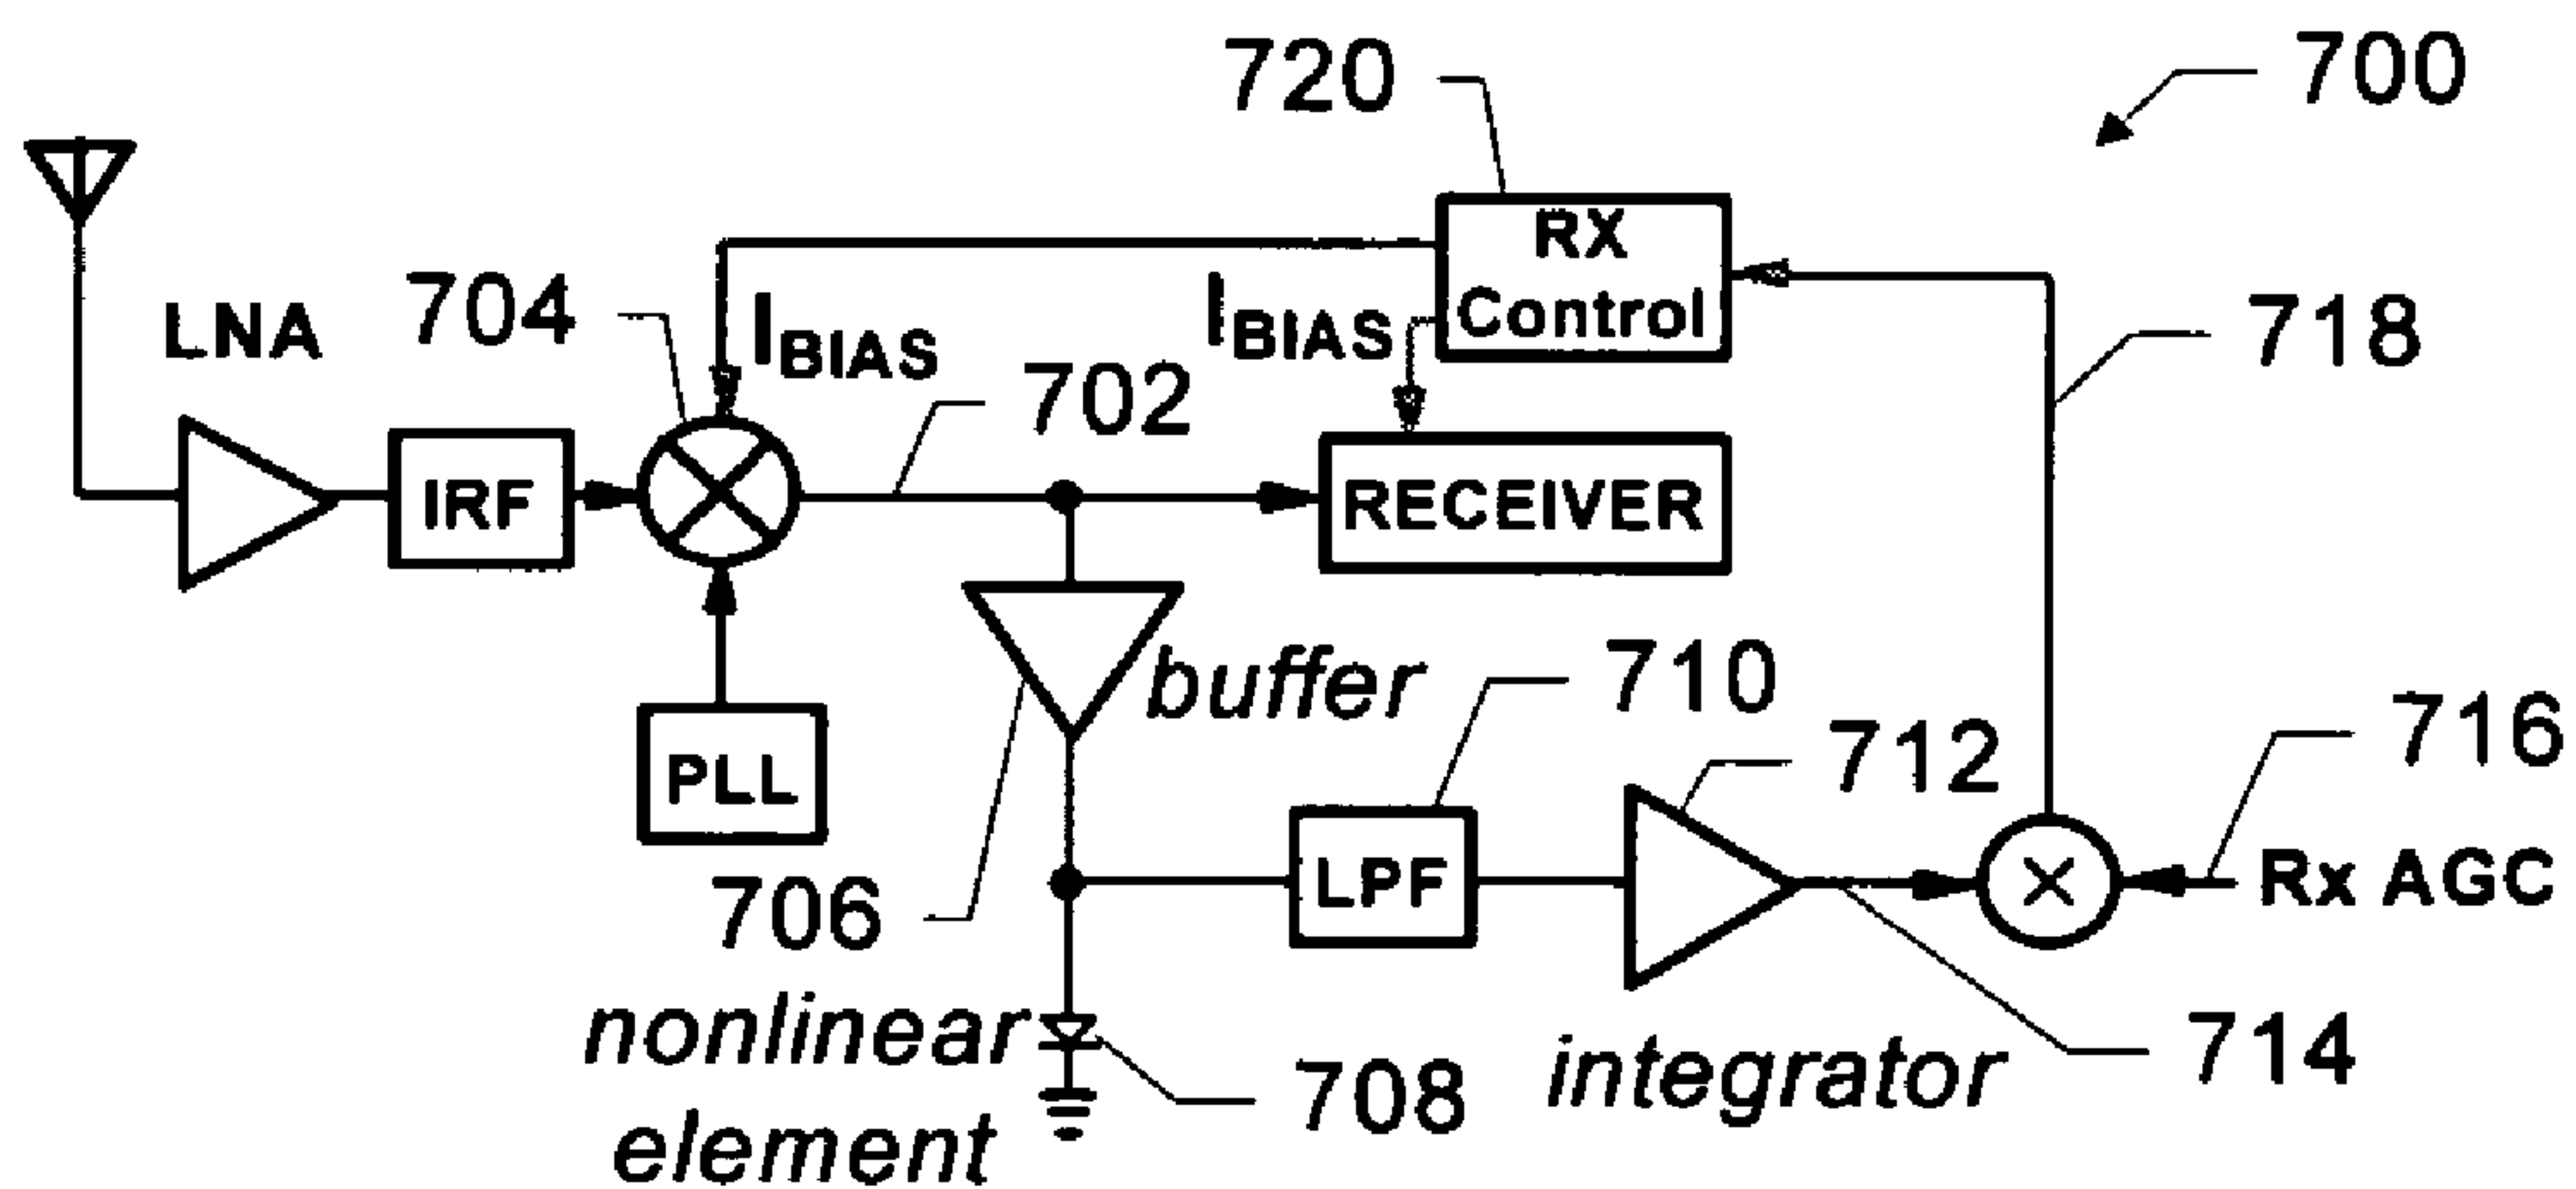 700
720
RX
Control
LNA
704
IBIAS
IBIAS
718
702
IRF
RECEIVER
buffer
710
712
716
PLL
LPF
Rx AGC
706
nonlinear
element
708
integrator
714